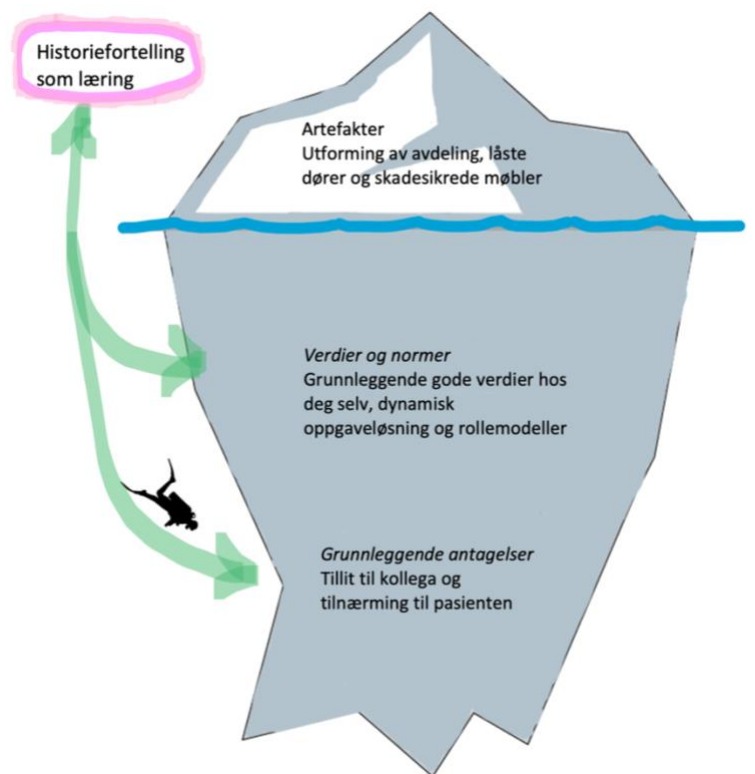 Historiefortelling
som læring
Artefakter
Utforming av avdeling, låste
dører og skadesikrede møbler
Verdier og normer
Grunnleggende gode verdier hos
deg selv, dynamisk
oppgaveløsning og rollemodeller
Grunnleggende antagelser
Tillit til kollega og
tilnærming til pasienten